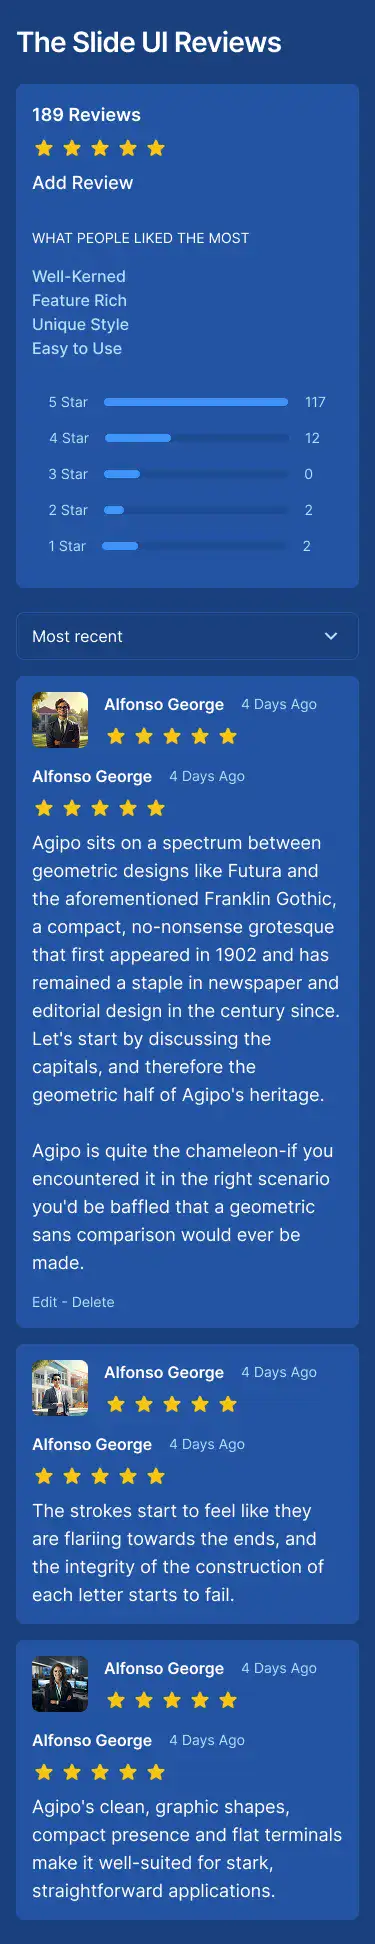 The Slide UI Reviews
189 Reviews
Add Review
WHAT PEOPLE LIKED THE MOST
Well-Kerned
Feature Rich
Unique Style
Easy to Use
5 Star 117
4 Star 12
3 Star 0
2 Star 2
1 Star 2
Most recent
Alfonso George 4 Days Ago
Alfonso George 4 Days Ago
Agipo sits on a spectrum between
geometric designs like Futura and
the aforementioned Franklin Gothic,
a compact, no-nonsense grotesque
that first appeared in 1902 and has
remained a staple in newspaper and
editorial design in the century since.
Let's start by discussing the
capitals, and therefore the
geometric half of Agipo's heritage.
Agipo is quite the chameleon-if you
encountered it in the right scenario
you'd be baffled that a geometric
sans comparison would ever be
made.
Edit - Delete
Alfonso George 4 Days Ago
Alfonso George 4 Days Ago
The strokes start to feel like they
are flariing towards the ends, and
the integrity of the construction of
each letter starts to fail.
Alfonso George 4 Days Ago
Alfonso George 4 Days Ago
Agipo's clean, graphic shapes,
compact presence and flat terminals
make it well-suited for stark,
straightforward applications.